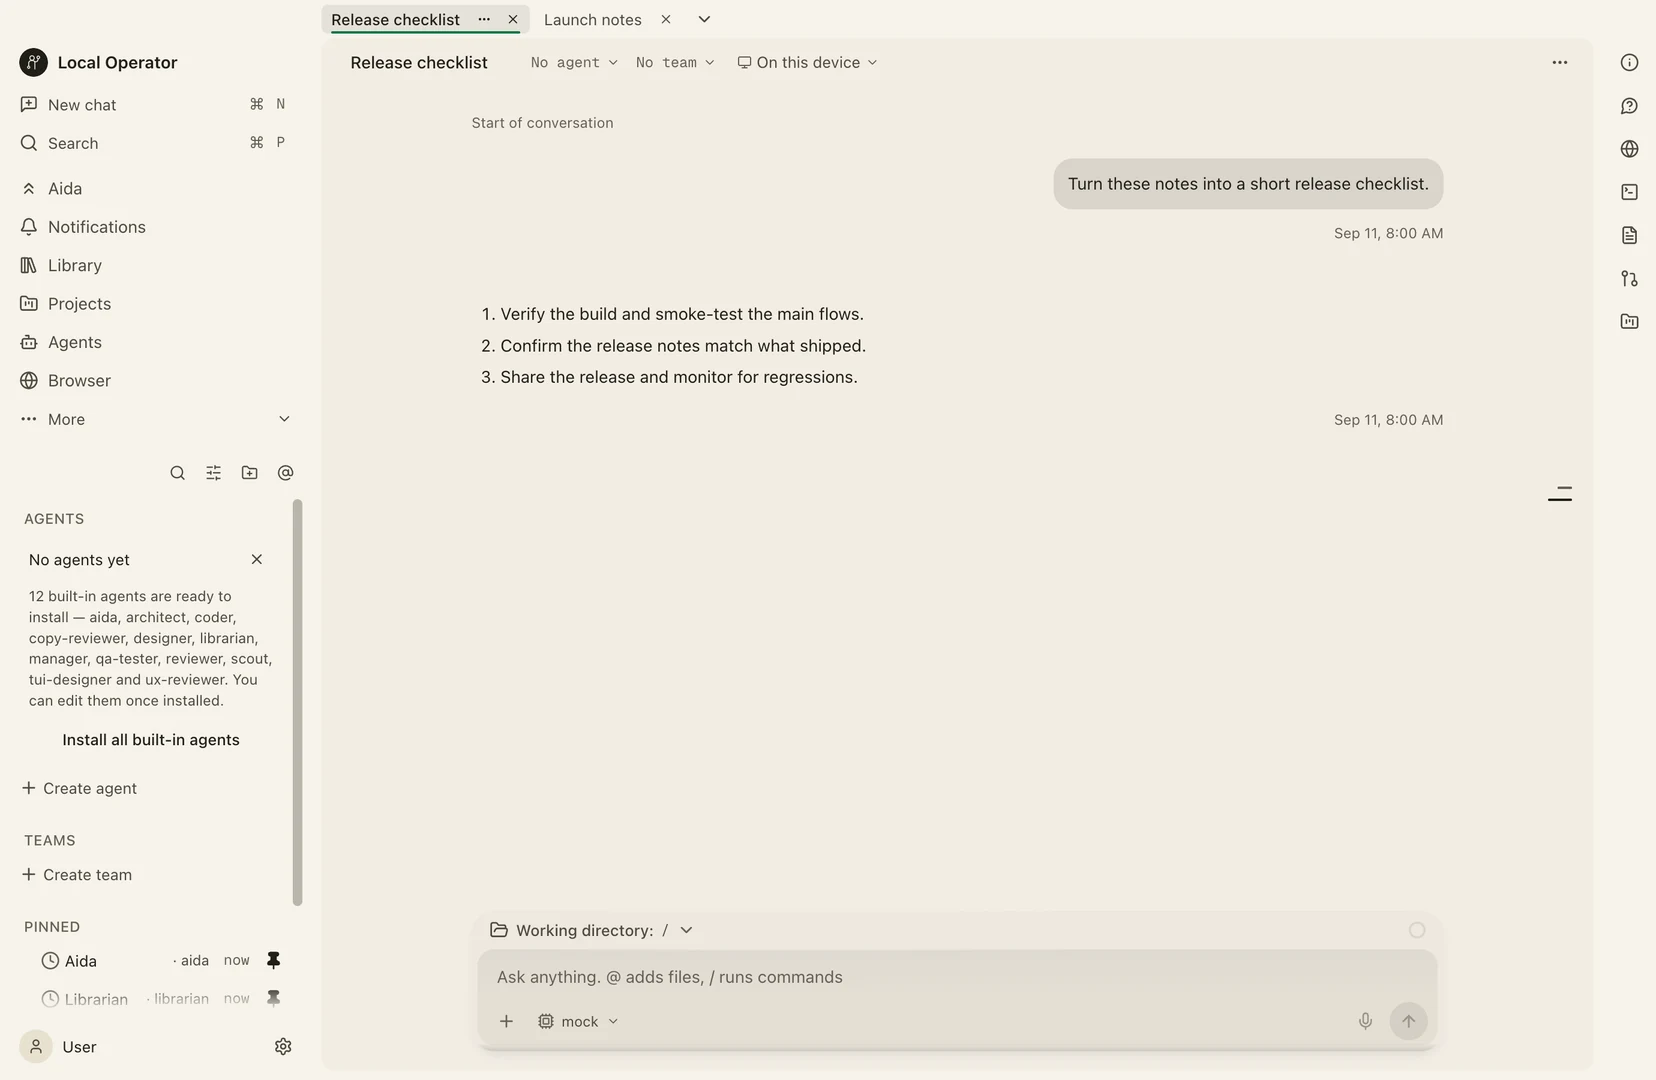 Release checklist
Launch notes
Local Operator
New chat ⌘ N
Search ⌘ P
Aida
Notifications
Library
Projects
Agents
Browser
More
AGENTS
No agents yet
12 built-in agents are ready to
install — aida, architect, coder,
copy-reviewer, designer, librarian,
manager, qa-tester, reviewer, scout,
tui-designer and ux-reviewer. You
can edit them once installed.
Install all built-in agents
Create agent
TEAMS
Create team
PINNED
Aida · aida now
Librarian · librarian now
User
Release checklist No agent No team On this device
Start of conversation
Turn these notes into a short release checklist.
Sep 11, 8:00 AM
1. Verify the build and smoke-test the main flows.
2. Confirm the release notes match what shipped.
3. Share the release and monitor for regressions.
Sep 11, 8:00 AM
Working directory: /
Ask anything. @ adds files, / runs commands
mock